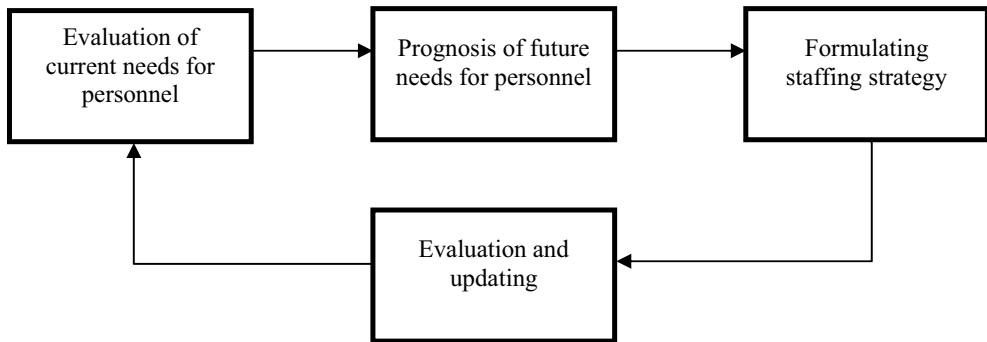 Evaluation of
current needs for
personnel
Prognosis of future
needs for personnel
Formulating
staffing strategy
Evaluation and
updating